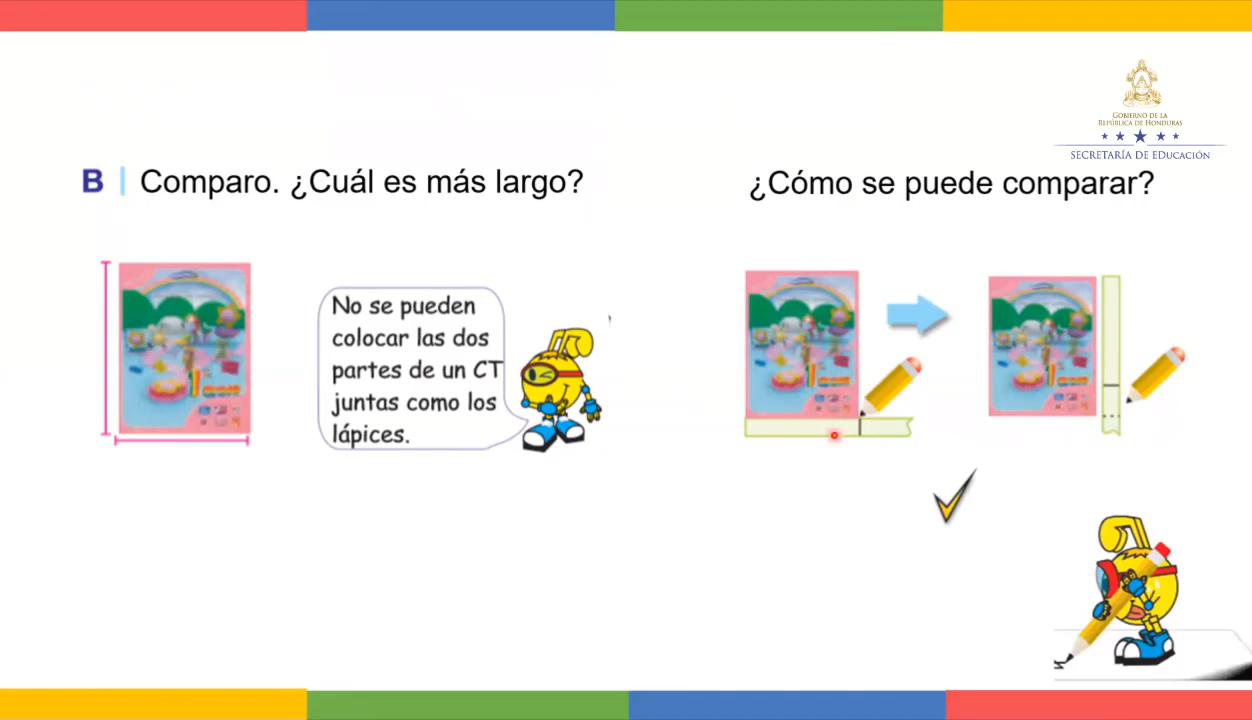 GOBIERNO DE LA
REPÚBLICA DE HONDURAS
SECRETARÍA DE EDUCACIÓN
B | Comparo. ¿Cuál es más largo?
No se pueden
colocar las dos
partes de un CT
juntas como los
lápices.
¿Cómo se puede comparar?